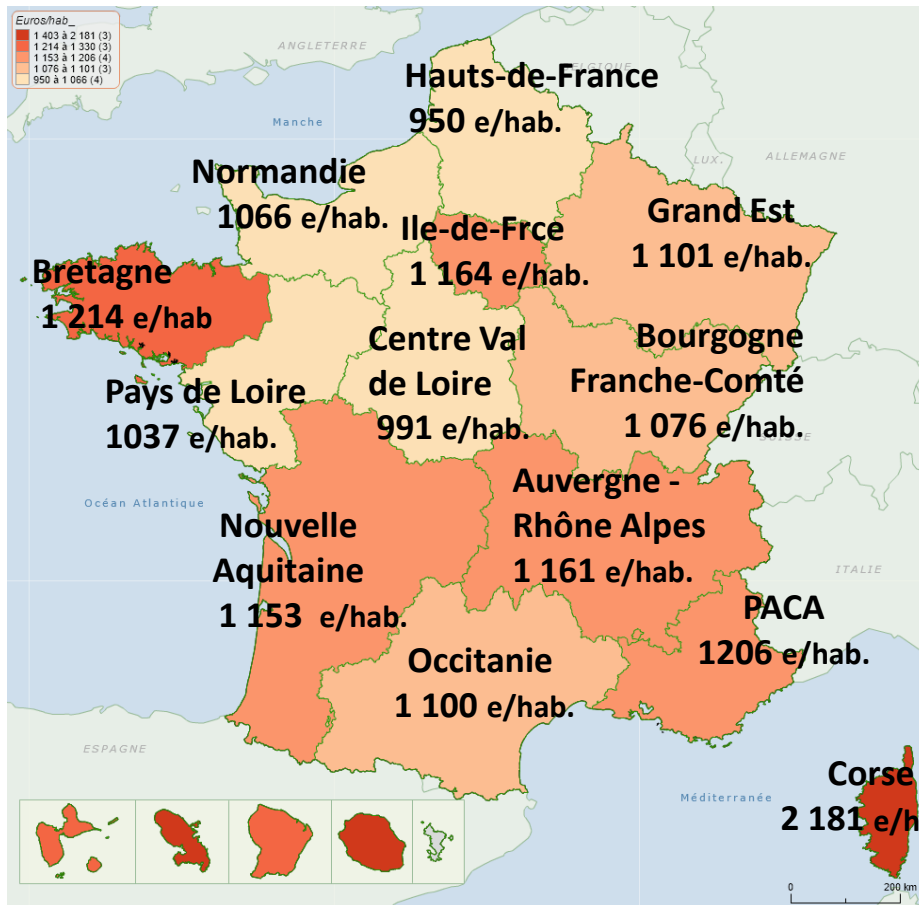 Euros/hab_
1 403 à 2 181 (3)
1 214 à 1 330 (3)
1 153 à 1 206 (4)
1 076 à 1 101 (3)
950 à 1 066 (4)
ANGLETERRE
Hauts-de-France
950 e/hab.
Manche
LUX.
ALLEMAGNE
Normandie
1066 e/hab.
Ile-de-Frce
1 164 e/hab.
Grand Est
1 101 e/hab.
Bretagne
1 214 e/hab
Centre Val
de Loire
991 e/hab.
Bourgogne
Franche-Comté
1 076 e/hab.
SUISSE
Pays de Loire
1037 e/hab.
Océan Atlantique
Auvergne -
Rhône Alpes
1 161 e/hab.
Nouvelle
Aquitaine
1 153 e/hab.
ITALIE
PACA
1206 e/hab.
Occitanie
1 100 e/hab.
ESPAGNE
Méditerranée
Corse
2 181 e/h
0 200 km